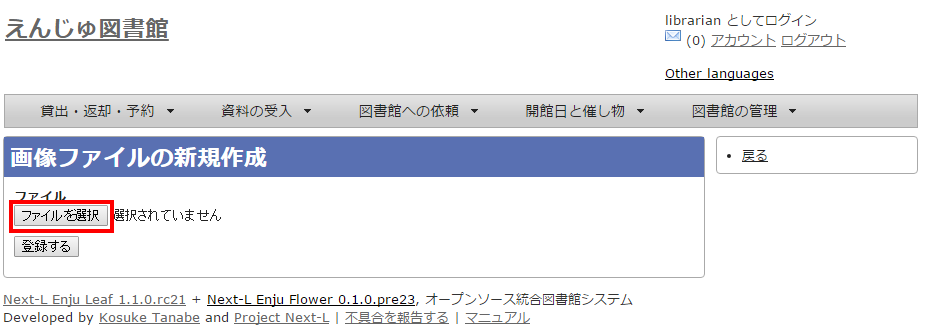 えんじゅ図書館
librarian としてログイン
(0) アカウント ログアウト
Other languages
貸出・返却・予約 資料の受入 図書館への依頼 開館日と催し物 図書館の管理
画像ファイルの新規作成
戻る
ファイル
ファイルを選択 選択されていません
登録する
Next-L Enju Leaf 1.1.0.rc21 + Next-L Enju Flower 0.1.0.pre23, オープンソース統合図書館システム
Developed by Kosuke Tanabe and Project Next-L | 不具合を報告する | マニュアル